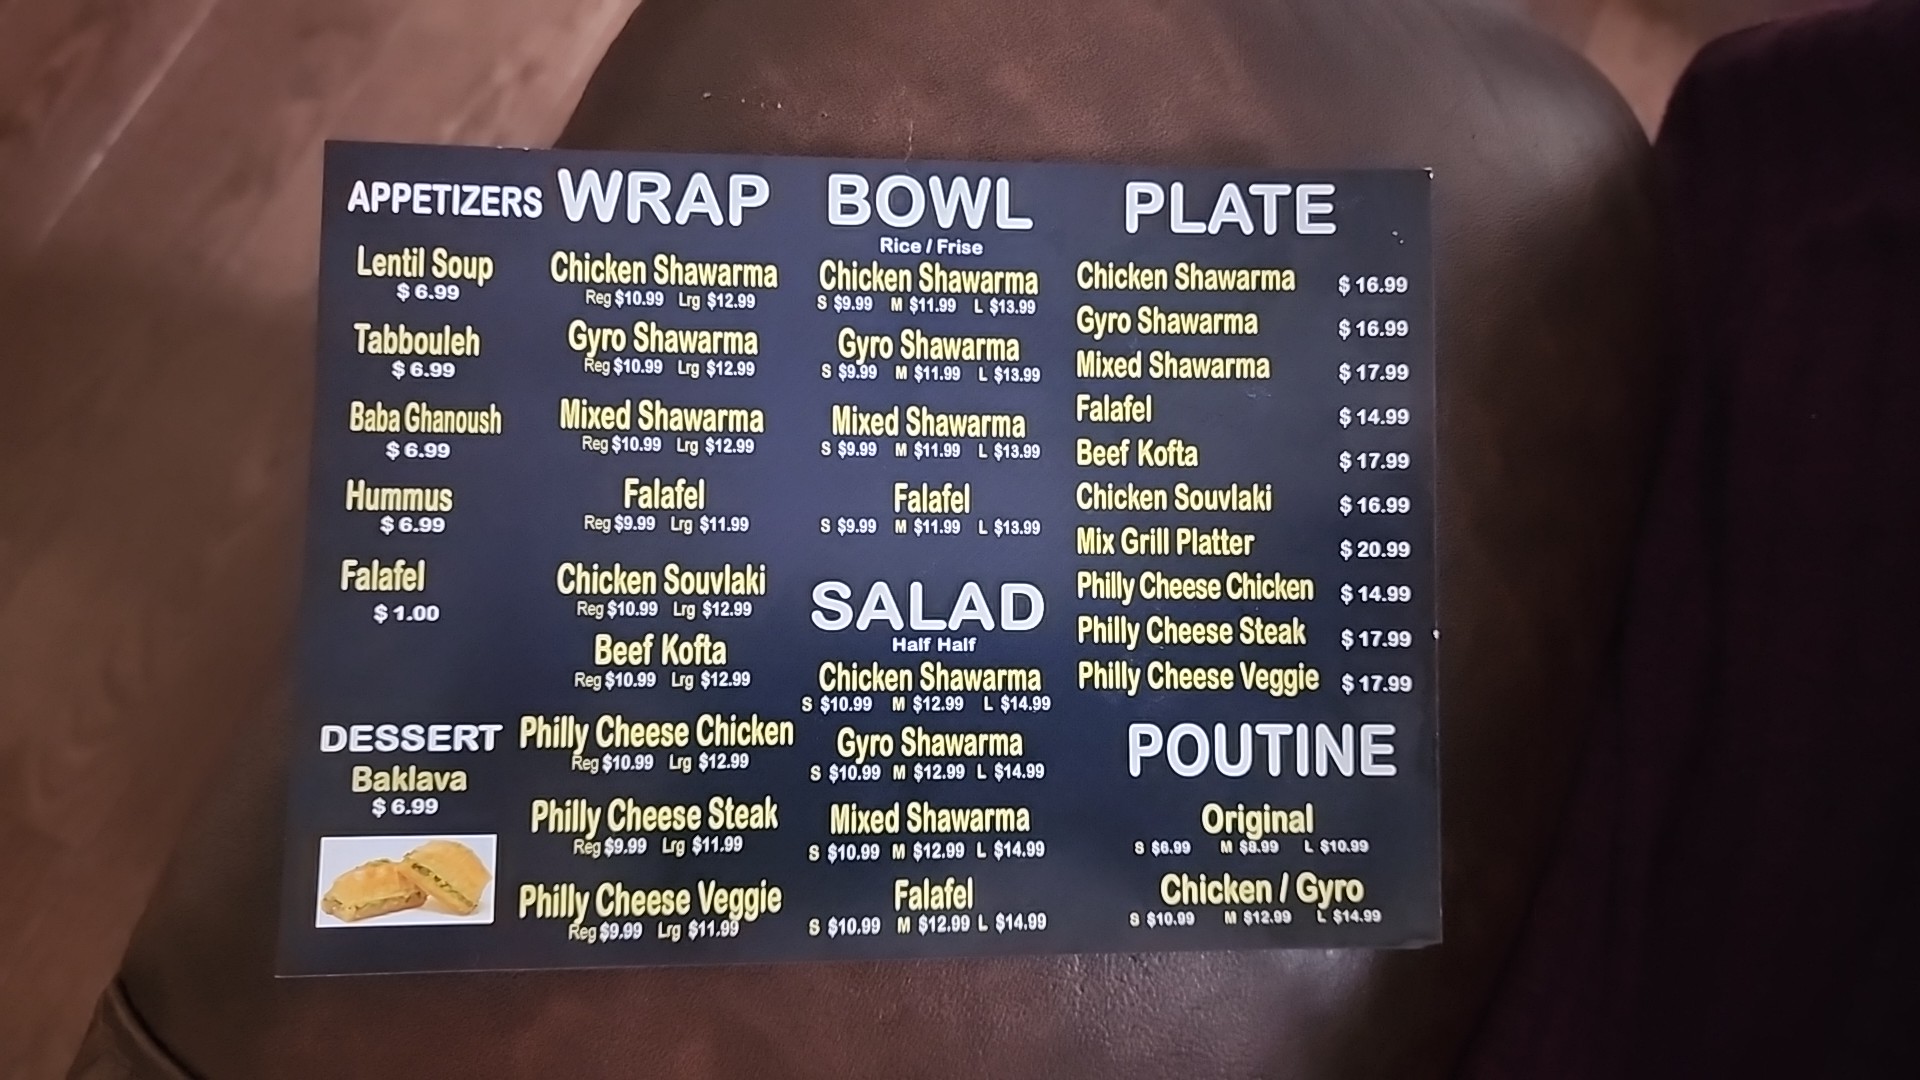 APPETIZERS
Lentil Soup
$ 6.99
Tabbouleh
$ 6.99
Baba Ghanoush
$ 6.99
Hummus
$ 6.99
Falafel
$ 1.00
DESSERT
Baklava
$ 6.99
WRAP
Chicken Shawarma
Reg $10.99 Lrg $12.99
Gyro Shawarma
Reg $10.99 Lrg $12.99
Mixed Shawarma
Reg $10.99 Lrg $12.99
Falafel
Reg $9.99 Lrg $11.99
Chicken Souvlaki
Reg $10.99 Lrg $12.99
Beef Kofta
Reg $10.99 Lrg $12.99
Philly Cheese Chicken
Reg $10.99 Lrg $12.99
Philly Cheese Steak
Reg $9.99 Lrg $11.99
Philly Cheese Veggie
Reg $9.99 Lrg $11.99
BOWL
Rice / Frise
Chicken Shawarma
S $9.99 M $11.99 L $13.99
Gyro Shawarma
S $9.99 M $11.99 L $13.99
Mixed Shawarma
S $9.99 M $11.99 L $13.99
Falafel
S $9.99 M $11.99 L $13.99
SALAD
Half Half
Chicken Shawarma
S $10.99 M $12.99 L $14.99
Gyro Shawarma
S $10.99 M $12.99 L $14.99
Mixed Shawarma
S $10.99 M $12.99 L $14.99
Falafel
S $10.99 M $12.99 L $14.99
PLATE
Chicken Shawarma $ 16.99
Gyro Shawarma $ 16.99
Mixed Shawarma $ 17.99
Falafel $ 14.99
Beef Kofta $ 17.99
Chicken Souvlaki $ 16.99
Mix Grill Platter $ 20.99
Philly Cheese Chicken $ 14.99
Philly Cheese Steak $ 17.99
Philly Cheese Veggie $ 17.99
POUTINE
Original
S $6.99 M $8.99 L $10.99
Chicken / Gyro
S $10.99 M $12.99 L $14.99